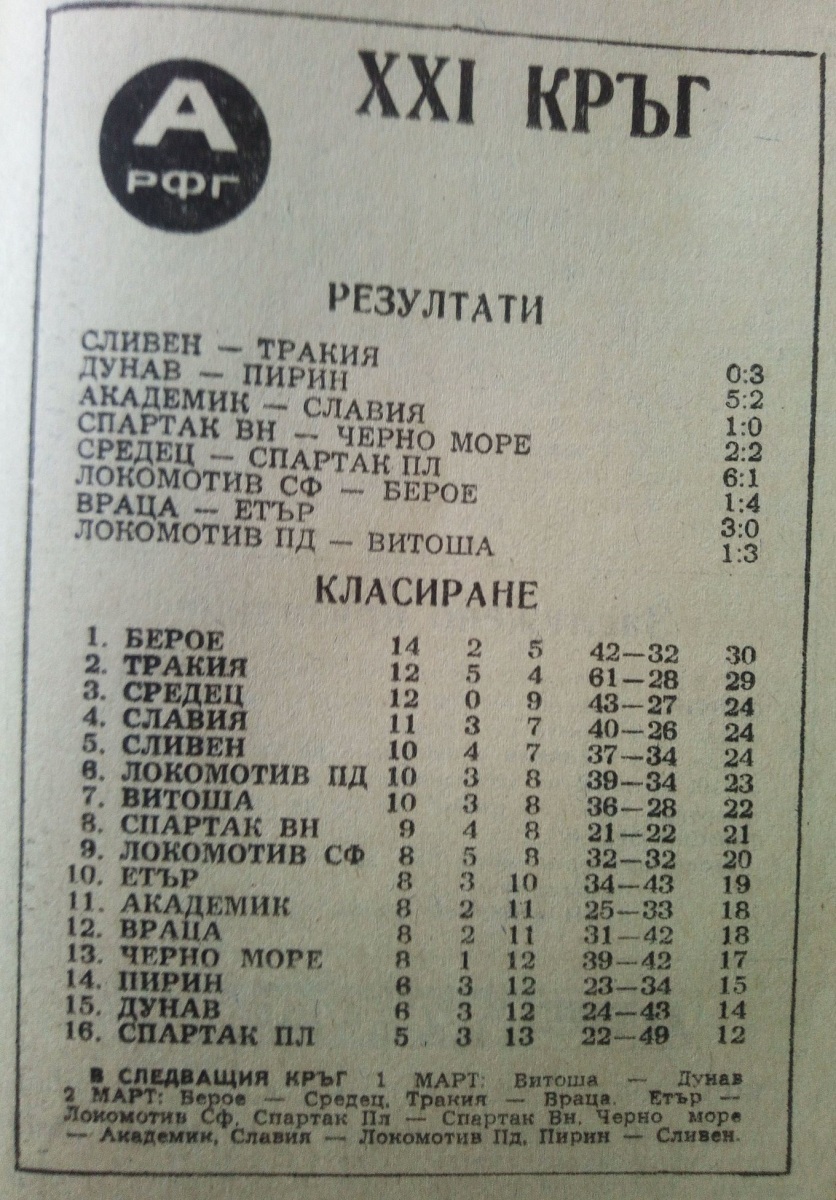 А
РФГ
XXI КРЪГ
РЕЗУЛТАТИ
СЛИВЕН — ТРАКИЯ 0:3
ДУНАВ — ПИРИН 5:2
АКАДЕМИК — СЛАВИЯ 1:0
СПАРТАК ВН — ЧЕРНО МОРЕ 2:2
СРЕДЕЦ — СПАРТАК ПЛ 6:1
ЛОКОМОТИВ СФ — БЕРОЕ 1:4
ВРАЦА — ЕТЪР 3:0
ЛОКОМОТИВ ПД — ВИТОША 1:3
КЛАСИРАНЕ
1. БЕРОЕ 14 2 5 42—32 30
2. ТРАКИЯ 12 5 4 61—28 29
3. СРЕДЕЦ 12 0 9 43—27 24
4. СЛАВИЯ 11 3 7 40—26 24
5. СЛИВЕН 10 4 7 37—34 24
6. ЛОКОМОТИВ ПД 10 3 8 39—34 23
7. ВИТОША 10 3 8 36—28 22
8. СПАРТАК ВН 9 4 8 21—22 21
9. ЛОКОМОТИВ СФ 8 5 8 32—32 20
10. ЕТЪР 8 3 10 34—43 19
11. АКАДЕМИК 8 2 11 25—33 18
12. ВРАЦА 8 2 11 31—42 18
13. ЧЕРНО МОРЕ 8 1 12 39—42 17
14. ПИРИН 6 3 12 23—34 15
15. ДУНАВ 6 3 12 24—43 14
16. СПАРТАК ПЛ 5 3 13 22—49 12
В СЛЕДВАЩИЯ КРЪГ 1 МАРТ: Витоша — Дунав
2 МАРТ: Берое — Средец, Тракия — Враца. Етър —
Локомотив Сф, Спартак Пл — Спартак Вн, Черно море
— Академик, Славия — Локомотив Пд, Пирин — Сливен.